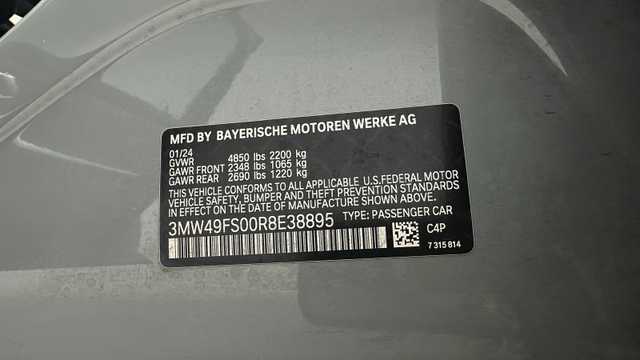 MFD BY BAYERISCHE MOTOREN WERKE AG
01/24
GVWR 4850 lbs 2200 kg
GAWR FRONT 2348 lbs 1065 kg
GAWR REAR 2690 lbs 1220 kg
THIS VEHICLE CONFORMS TO ALL APPLICABLE U.S.FEDERAL MOTOR
VEHICLE SAFETY, BUMPER AND THEFT PREVENTION STANDARDS
IN EFFECT ON THE DATE OF MANUFACTURE SHOWN ABOVE.
3MW49FS00R8E38895 TYPE: PASSENGER CAR
C4P
7 315 814